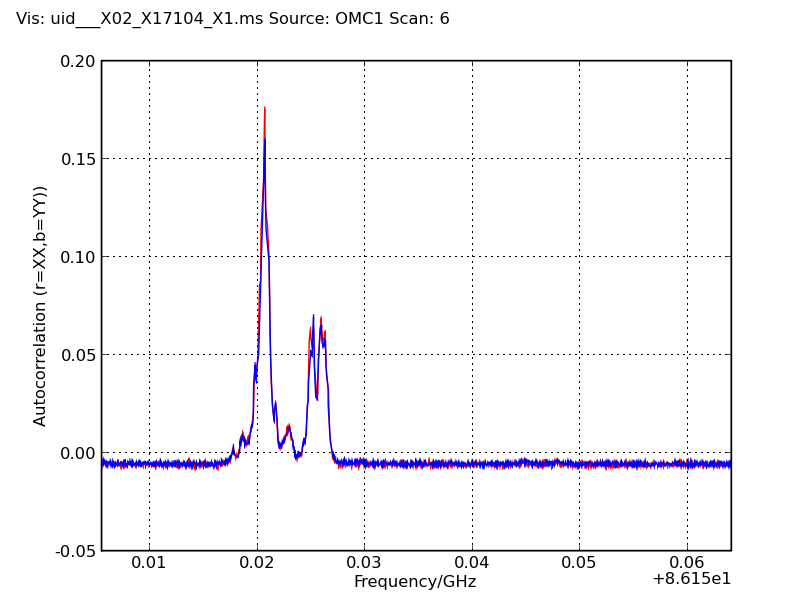 Vis: uid___X02_X17104_X1.ms Source: OMC1 Scan: 6
0.20
0.15
0.10
0.05
0.00
-0.05
Autocorrelation (r=XX,b=YY))
0.01 0.02 0.03 0.04 0.05 0.06
Frequency/GHz
+8.615e1